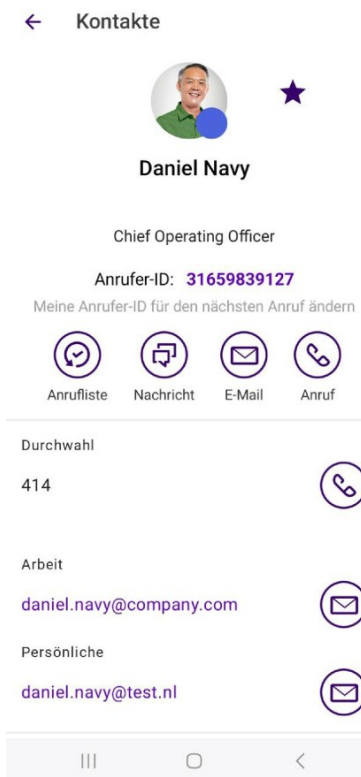 Kontakte
Daniel Navy
Chief Operating Officer
Anrufer-ID: 31659839127
Meine Anrufer-ID für den nächsten Anruf ändern
Anrufliste Nachricht E-Mail Anruf
Durchwahl
414
Arbeit
daniel.navy@company.com
Persönliche
daniel.navy@test.nl